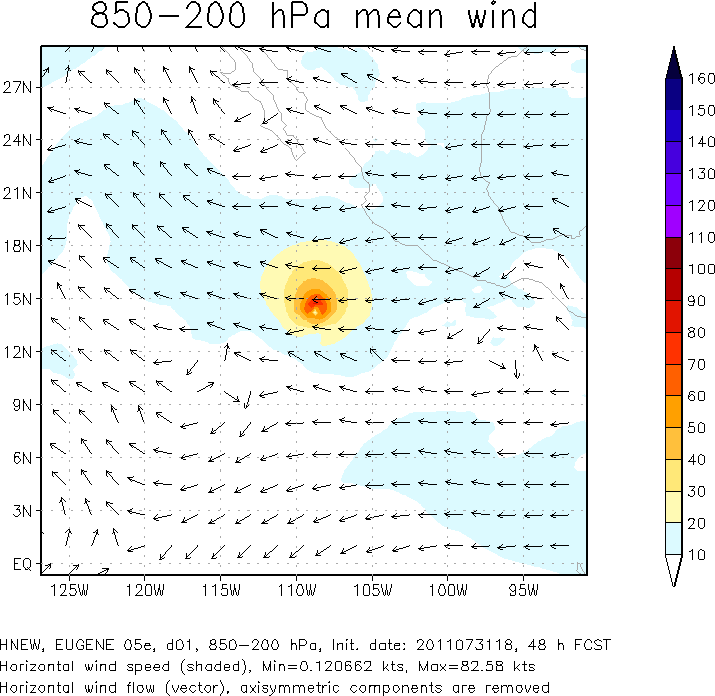 850-200 hPa mean wind
27N
24N
21N
18N
15N
12N
9N
6N
3N
EQ
125W 120W 115W 110W 105W 100W 95W
160
150
140
130
120
110
100
90
80
70
60
50
40
30
20
10
HNEW, EUGENE 05e, d01, 850-200 hPa, Init. date: 2011073118, 48 h FCST
Horizontal wind speed (shaded), Min=0.120662 kts, Max=82.58 kts
Horizontal wind flow (vector), axisymmetric components are removed